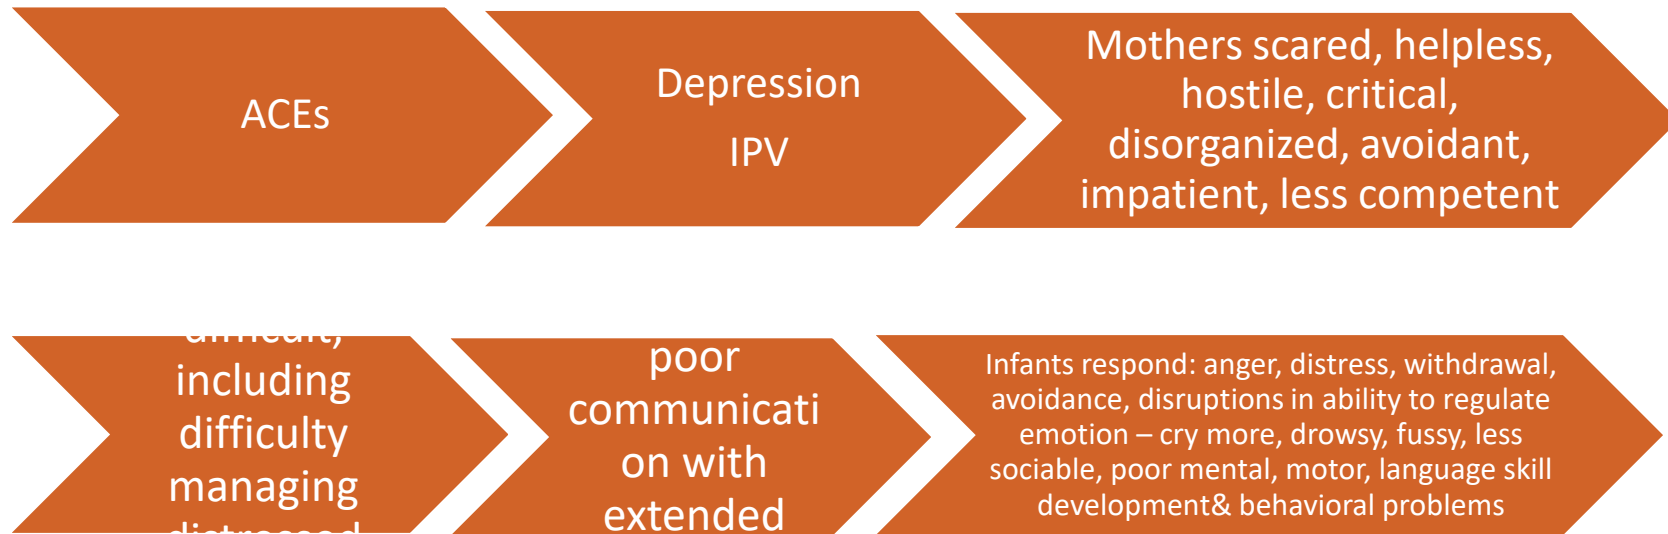 ACEs
Depression
IPV
Mothers scared, helpless,
hostile, critical,
disorganized, avoidant,
impatient, less competent
difficult,
including
difficulty
managing
distressed
poor
communicati
on with
extended
Infants respond: anger, distress, withdrawal,
avoidance, disruptions in ability to regulate
emotion – cry more, drowsy, fussy, less
sociable, poor mental, motor, language skill
development& behavioral problems